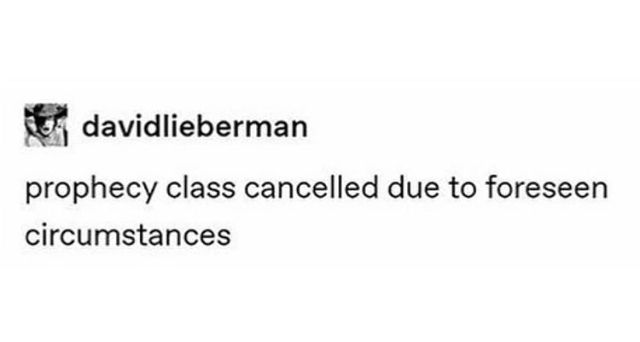 davidlieberman
prophecy class cancelled due to foreseen
circumstances